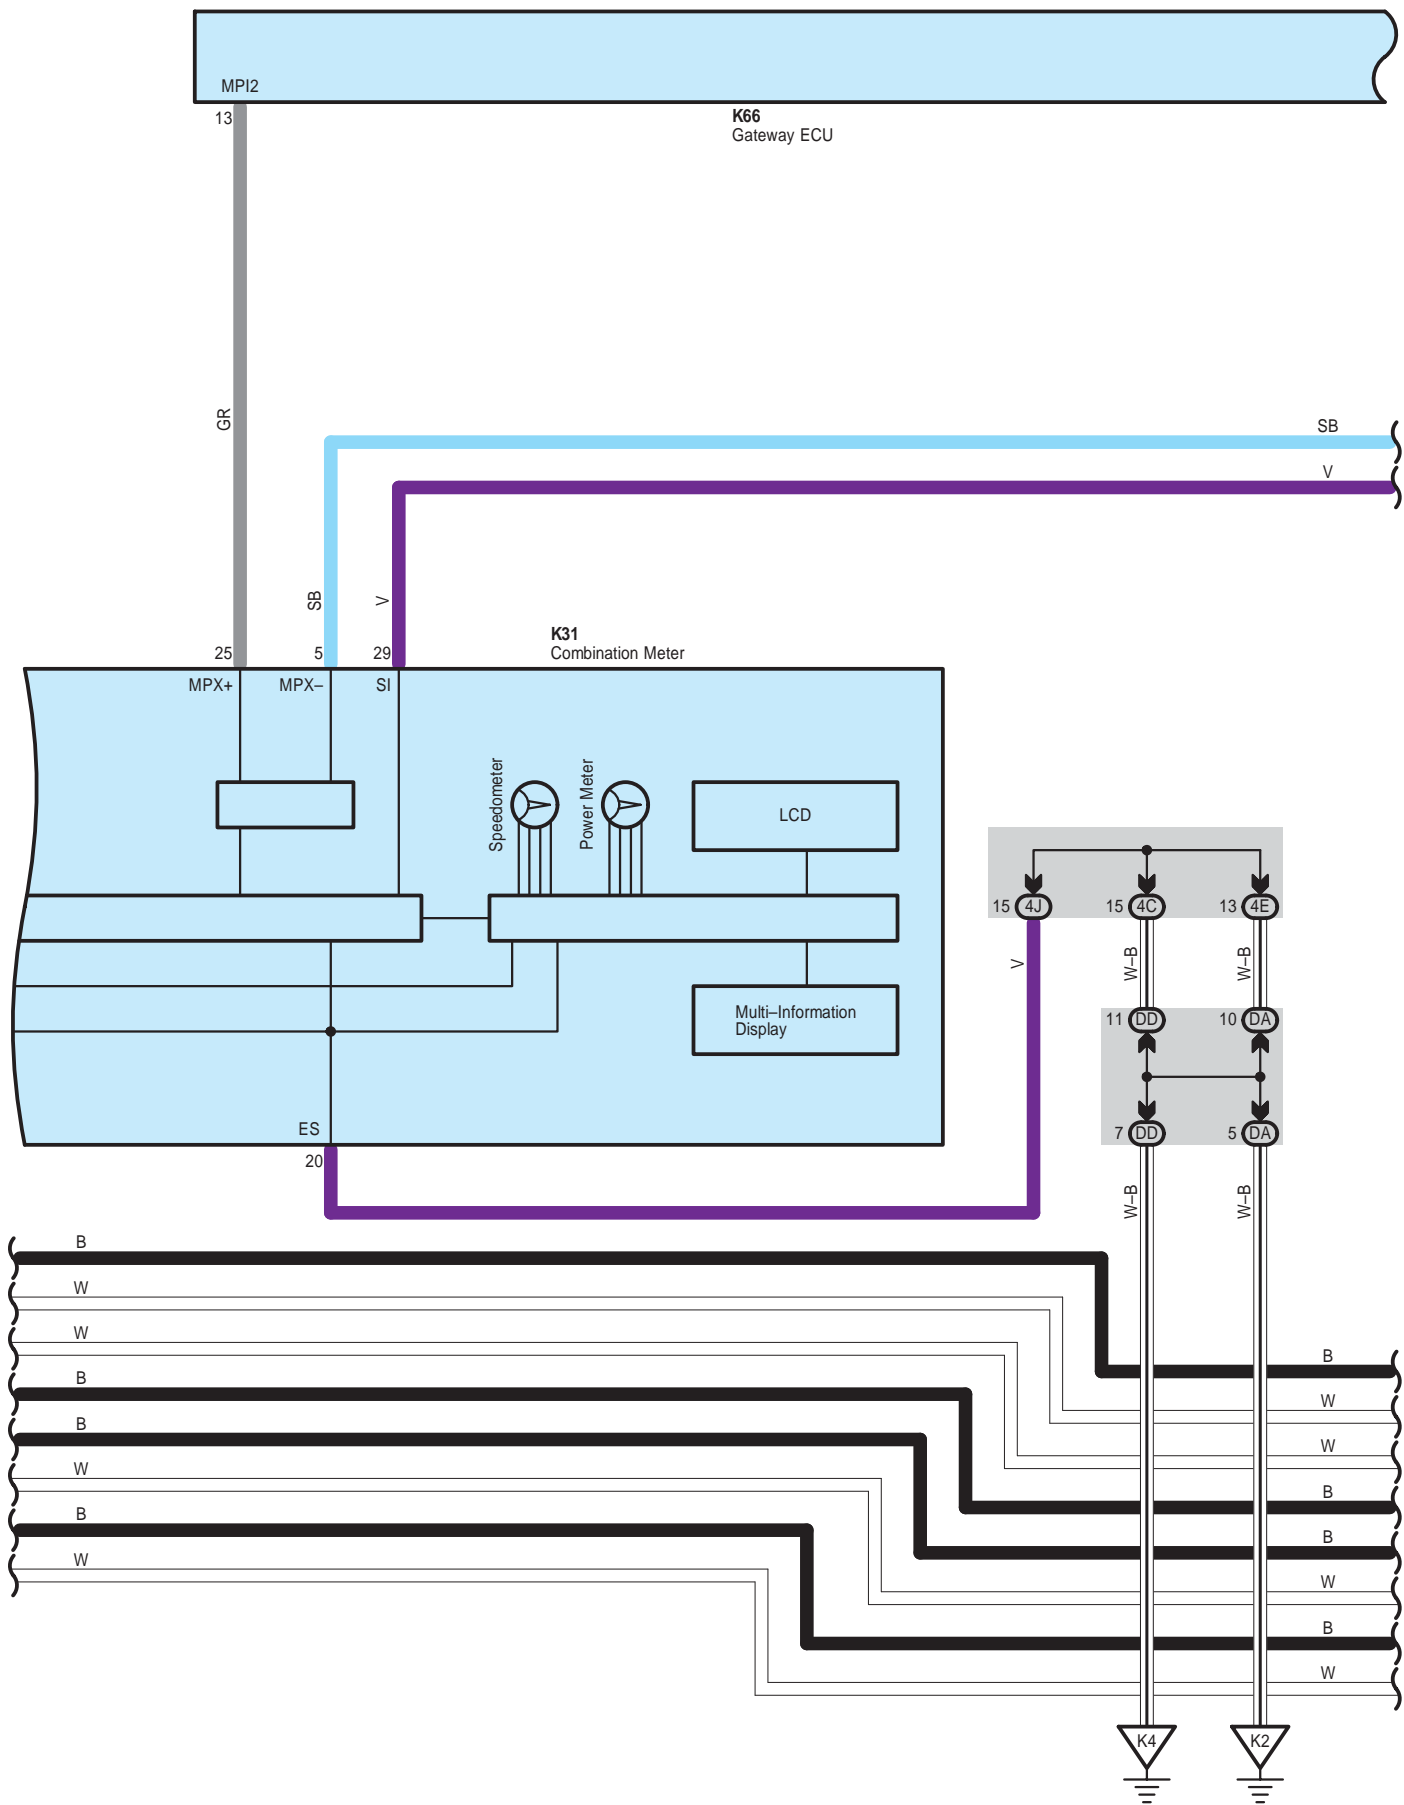 MPI2
13
K66
Gateway ECU
GR
SB
V
SB
V
K31
Combination Meter
25
5
29
MPX+
MPX–
SI
Speedometer
Power Meter
LCD
15
4J
15
4C
13
4E
V
W–B
W–B
Multi–Information
Display
11
DD
10
DA
ES
7
DD
5
DA
20
W–B
W–B
B
W
W
B
B
W
B
W
B
W
W
B
B
W
B
W
K4
K2